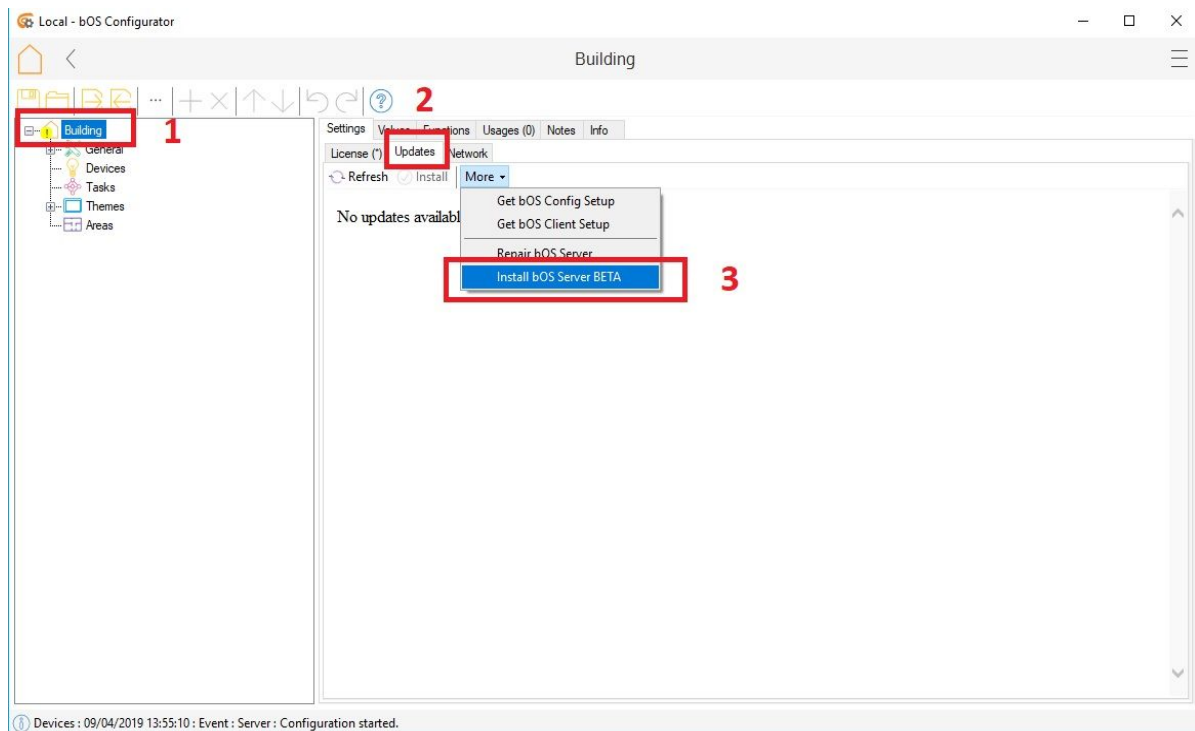 Local - bOS Configurator
Building
2
Building
1
General
Devices
Tasks
Themes
Areas
Settings Values Functions Usages (0) Notes Info
License (*) Updates Network
Refresh Install More
No updates availabl
Get bOS Config Setup
Get bOS Client Setup
Repair bOS Server
Install bOS Server BETA
3
Devices : 09/04/2019 13:55:10 : Event : Server : Configuration started.